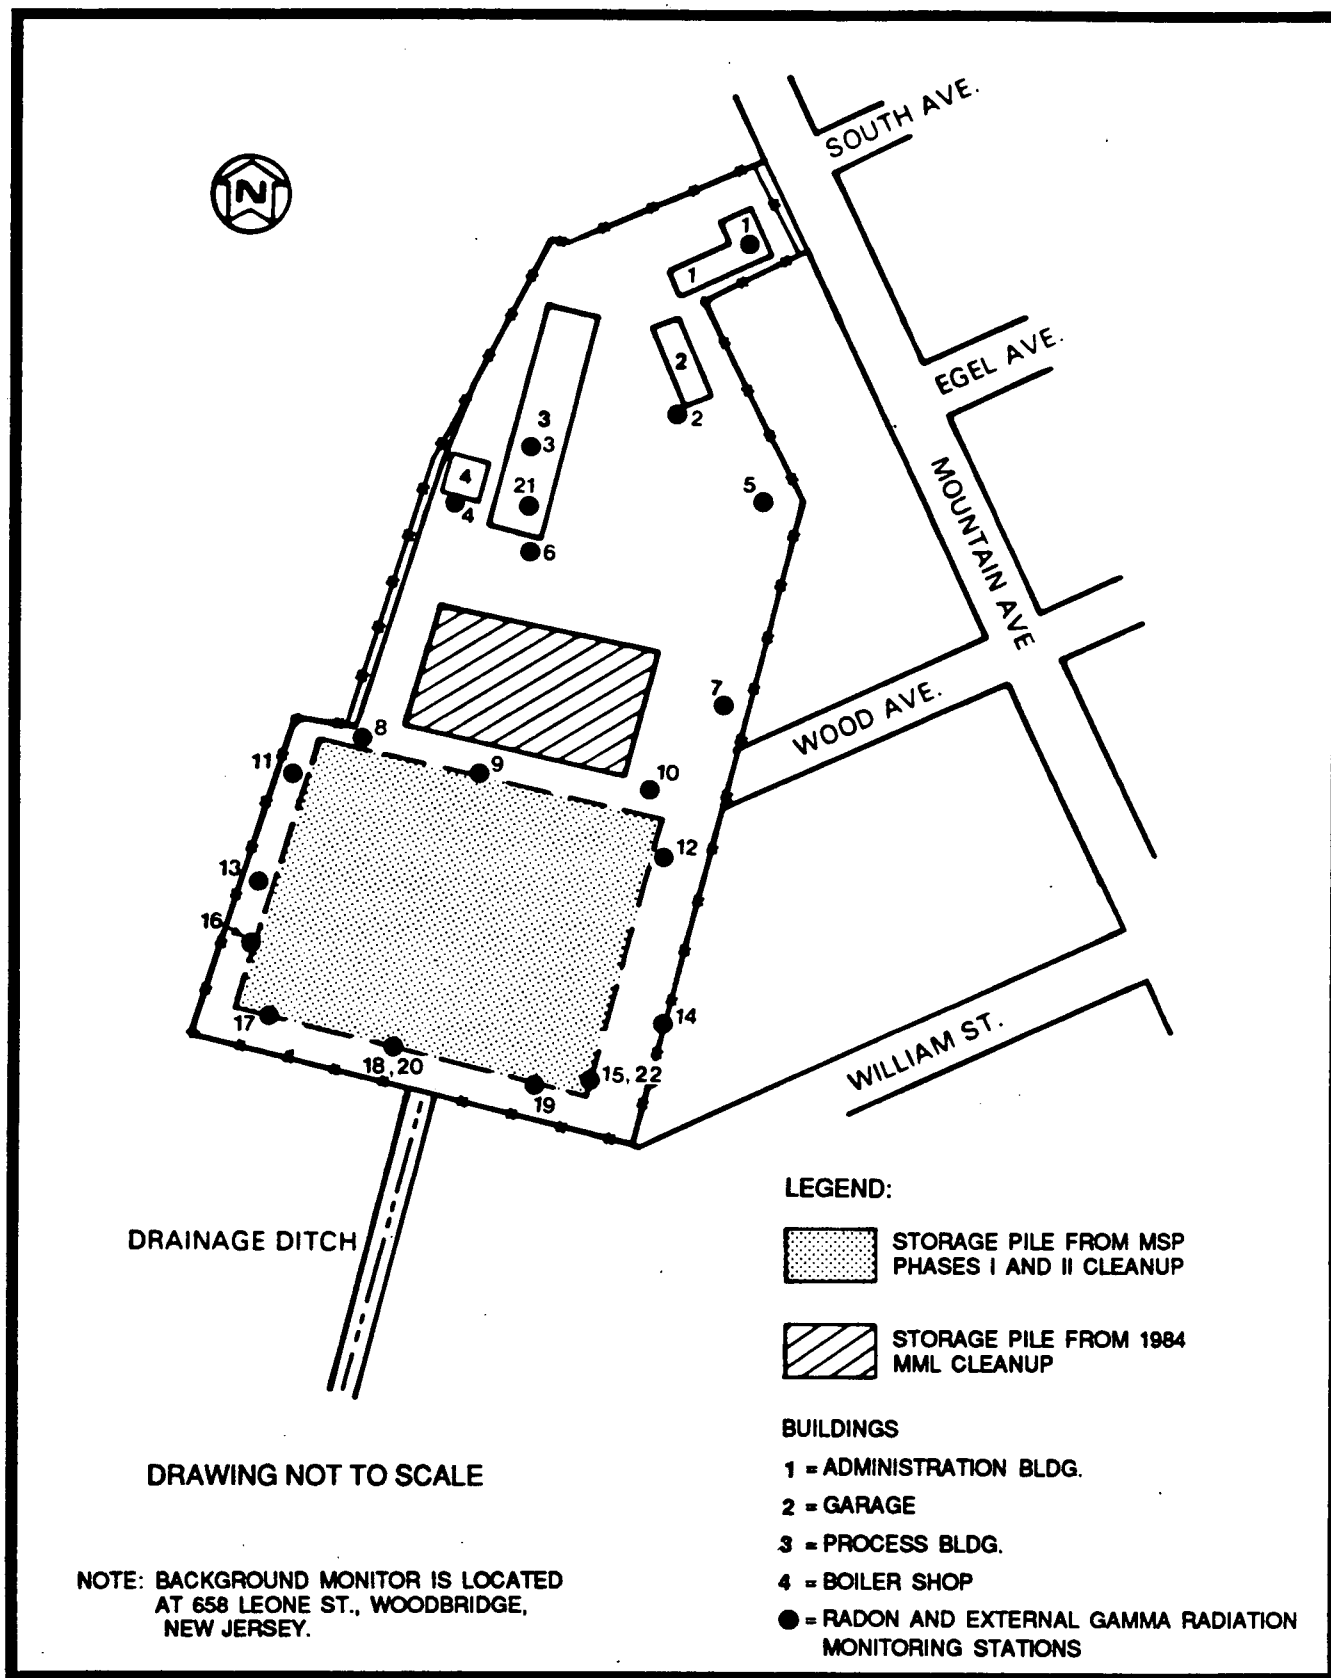 SOUTH AVE.
N
1
1
EGEL AVE.
2
2
3
3
MOUNTAIN AVE
4
21
5
4
6
7
WOOD AVE.
8
9
11
10
12
13
16
17
14
WILLIAM ST.
18, 20
15, 22
19
DRAINAGE DITCH
LEGEND:
STORAGE PILE FROM MSP
PHASES I AND II CLEANUP
STORAGE PILE FROM 1984
MML CLEANUP
BUILDINGS
1 = ADMINISTRATION BLDG.
2 = GARAGE
3 = PROCESS BLDG.
4 = BOILER SHOP
= RADON AND EXTERNAL GAMMA RADIATION
MONITORING STATIONS
DRAWING NOT TO SCALE
NOTE: BACKGROUND MONITOR IS LOCATED
AT 658 LEONE ST., WOODBRIDGE,
NEW JERSEY.